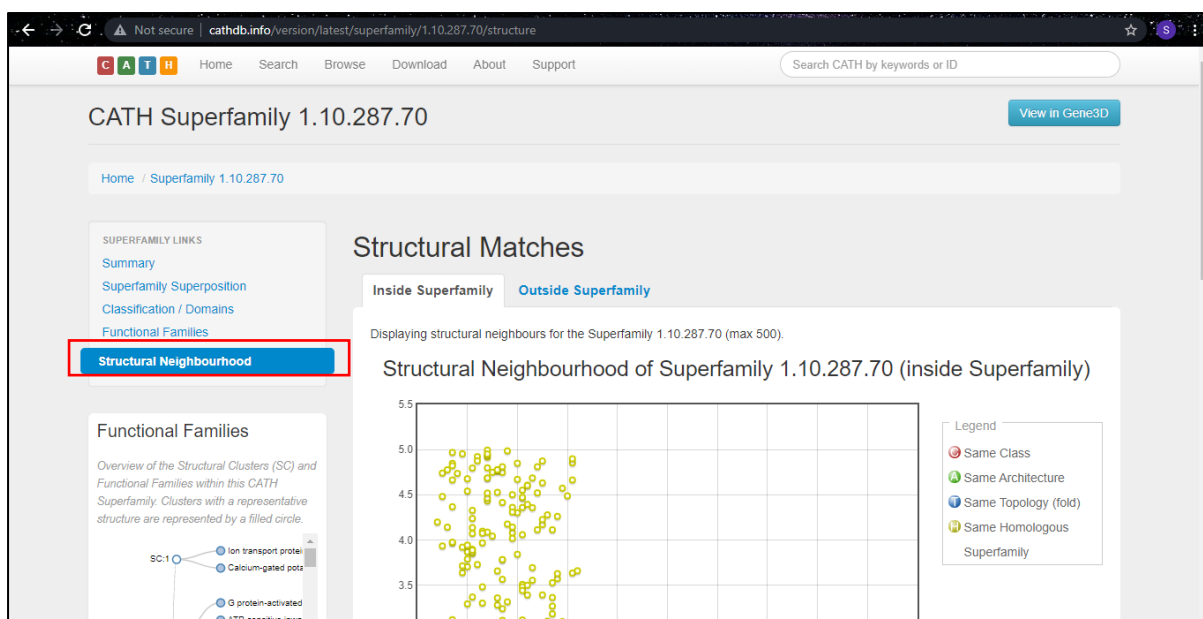 Not secure | cathdb.info/version/latest/superfamily/1.10.287.70/structure
S
C A T H Home Search Browse Download About Support Search CATH by keywords or ID
CATH Superfamily 1.10.287.70
View in Gene3D
Home / Superfamily 1.10.287.70
SUPERFAMILY LINKS
Summary
Superfamily Superposition
Classification / Domains
Functional Families
Structural Neighbourhood
Functional Families
Overview of the Structural Clusters (SC) and
Functional Families within this CATH
Superfamily. Clusters with a representative
structure are represented by a filled circle.
SC:1
Ion transport protei
Calcium-gated pota
G protein-activated
Structural Matches
Inside Superfamily Outside Superfamily
Displaying structural neighbours for the Superfamily 1.10.287.70 (max 500).
Structural Neighbourhood of Superfamily 1.10.287.70 (inside Superfamily)
5.5
5.0
4.5
4.0
3.5
Legend
C Same Class
A Same Architecture
T Same Topology (fold)
H Same Homologous
Superfamily